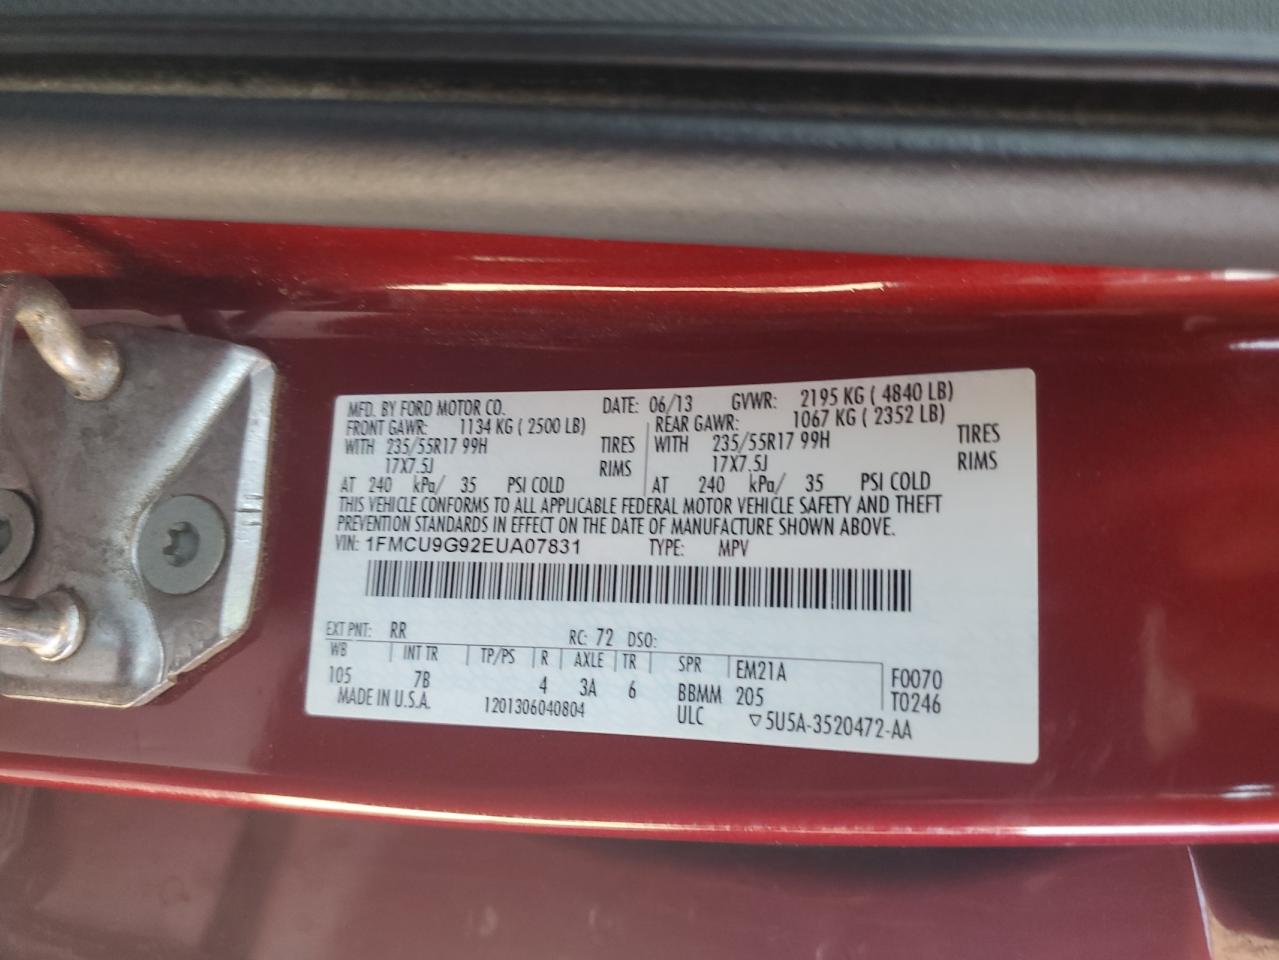 MFD. BY FORD MOTOR CO. DATE: 06/13 GVWR: 2195 KG ( 4840 LB)
FRONT GAWR: 1134 KG ( 2500 LB) REAR GAWR: 1067 KG ( 2352 LB)
WITH 235/55R17 99H TIRES WITH 235/55R17 99H TIRES
17X7.5J RIMS 17X7.5J RIMS
AT 240 kPa/ 35 PSI COLD AT 240 kPa/ 35 PSI COLD
THIS VEHICLE CONFORMS TO ALL APPLICABLE FEDERAL MOTOR VEHICLE SAFETY AND THEFT
PREVENTION STANDARDS IN EFFECT ON THE DATE OF MANUFACTURE SHOWN ABOVE.
VIN: 1FMCU9G92EUA07831 TYPE: MPV
EXT PNT: RR RC: 72 DSO:
WB INT TR TP/PS R AXLE TR SPR EM21A F0070
105 7B 4 3A 6 BBMM 205 T0246
MADE IN U.S.A. 1201306040804 ULC ▽5U5A-3520472-AA